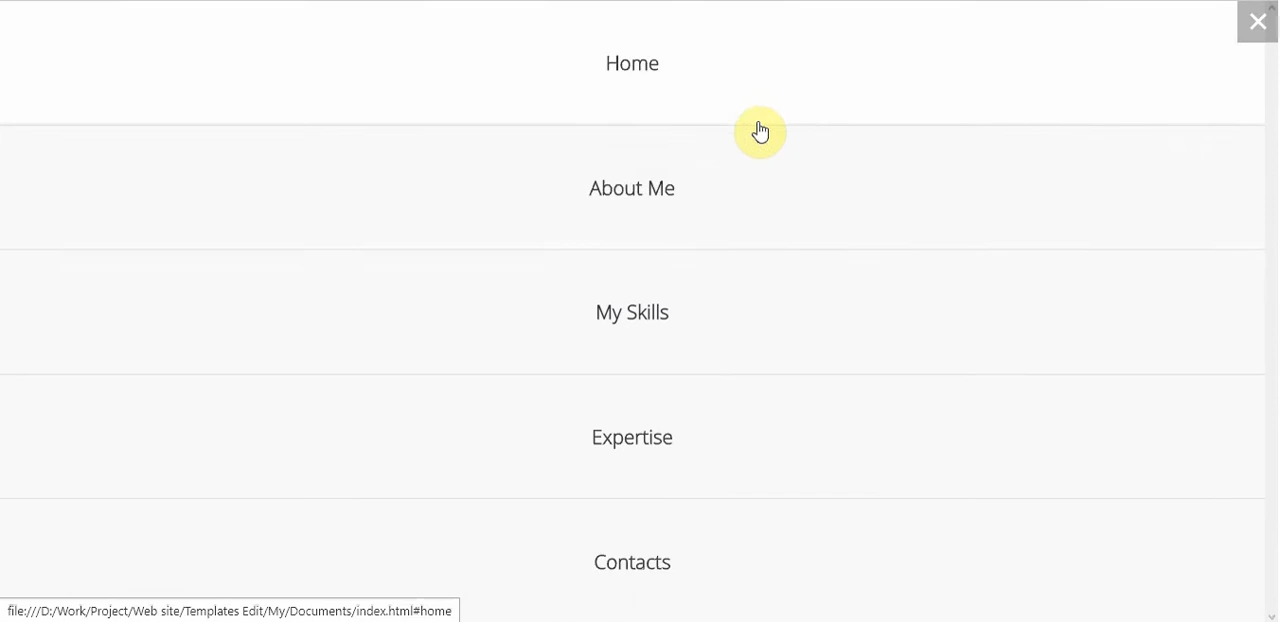 Home
About Me
My Skills
Expertise
Contacts
file:///D:/Work/Project/Web site/Templates Edit/My/Documents/index.html#home